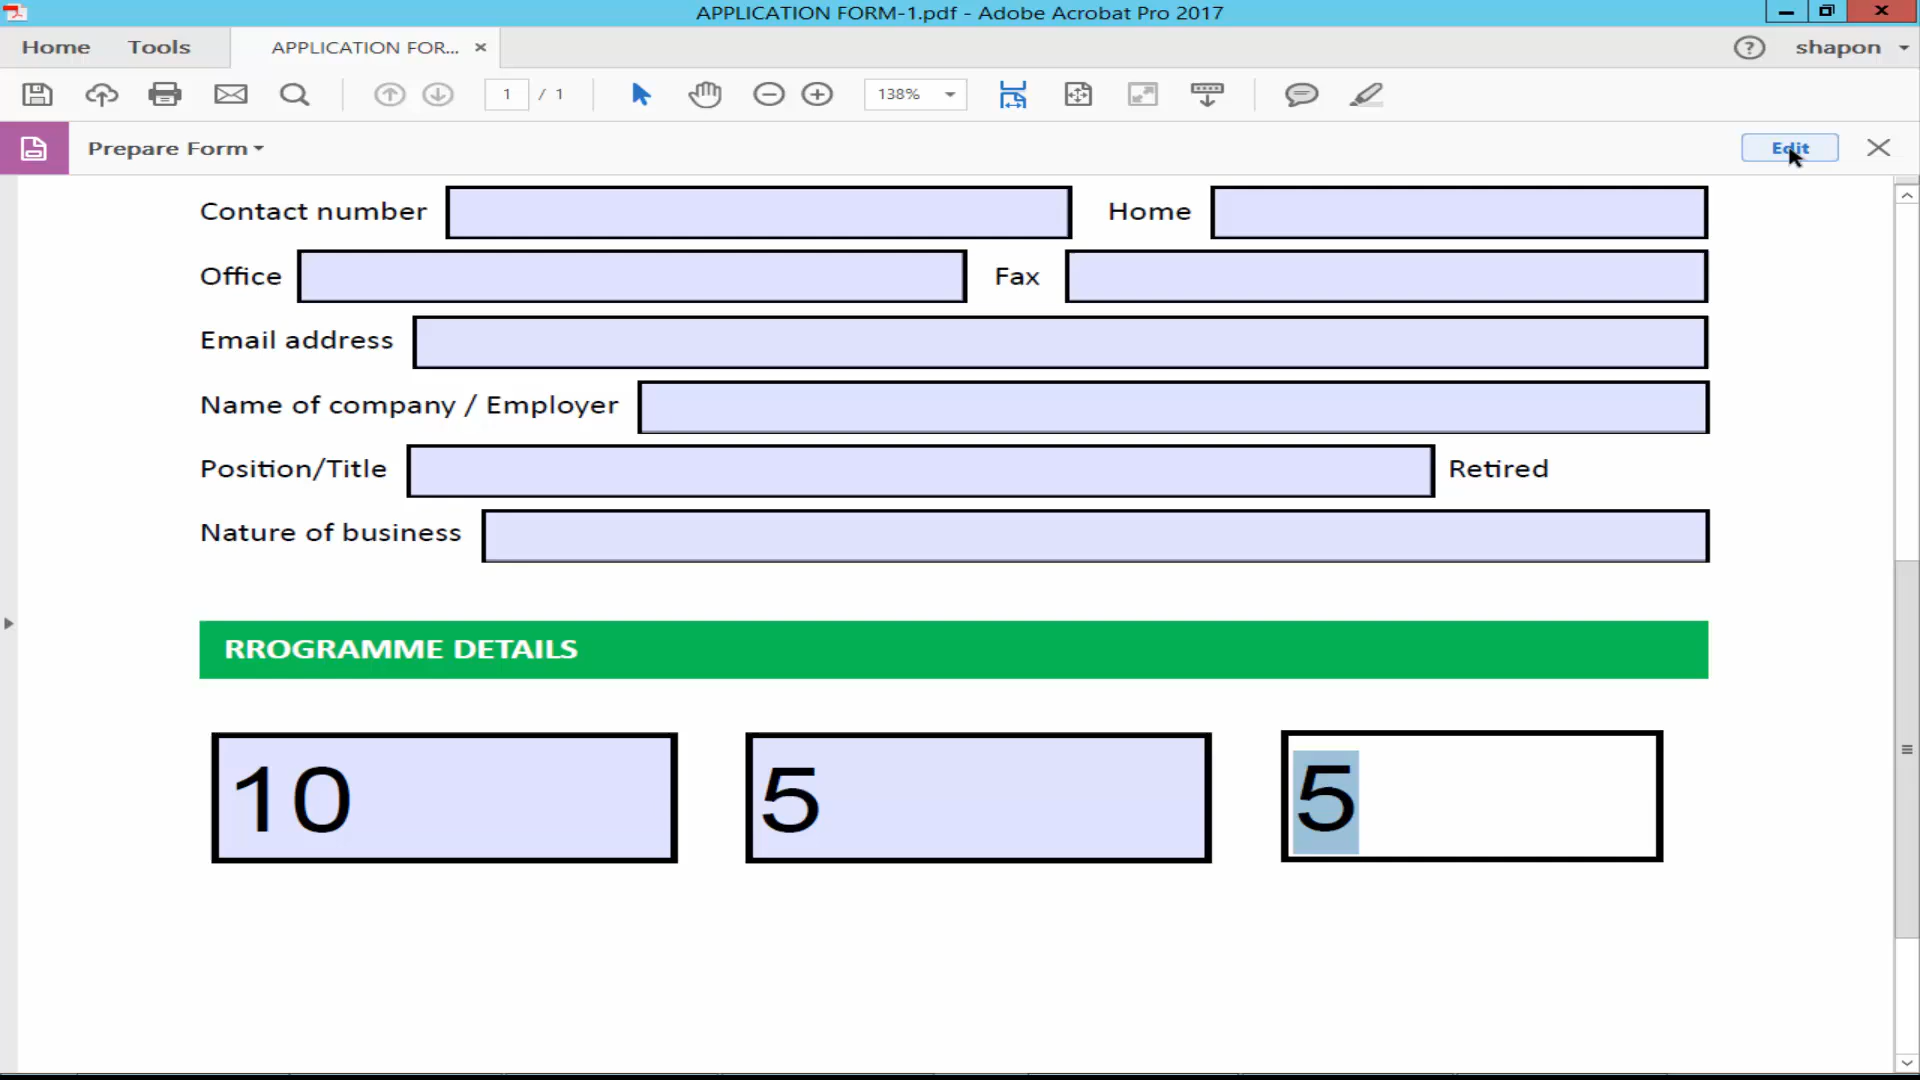 APPLICATION FORM-1.pdf - Adobe Acrobat Pro 2017
Home Tools APPLICATION FOR... × ? shapon
1 / 1 138%
Prepare Form Edit
Contact number Home
Office Fax
Email address
Name of company / Employer
Position/Title Retired
Nature of business
RROGRAMME DETAILS
10 5 5